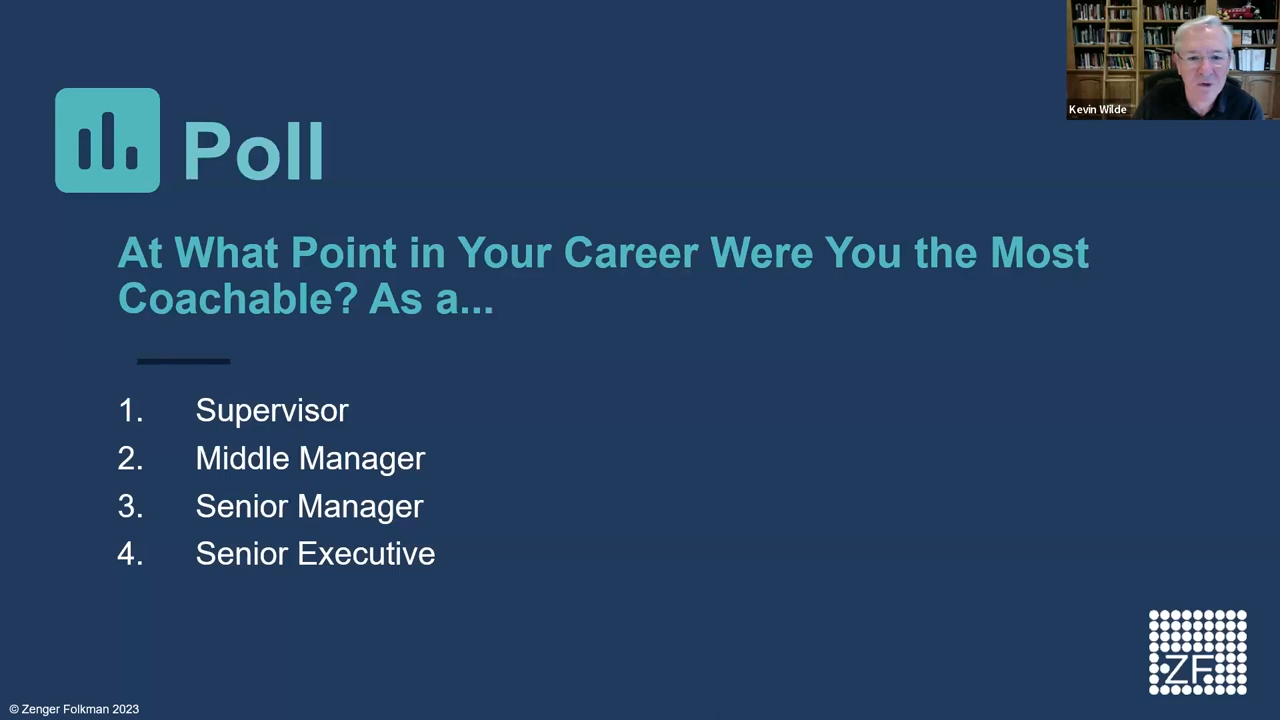 Kevin Wilde
Poll
At What Point in Your Career Were You the Most
Coachable? As a...
1. Supervisor
2. Middle Manager
3. Senior Manager
4. Senior Executive
ZF
© Zenger Folkman 2023